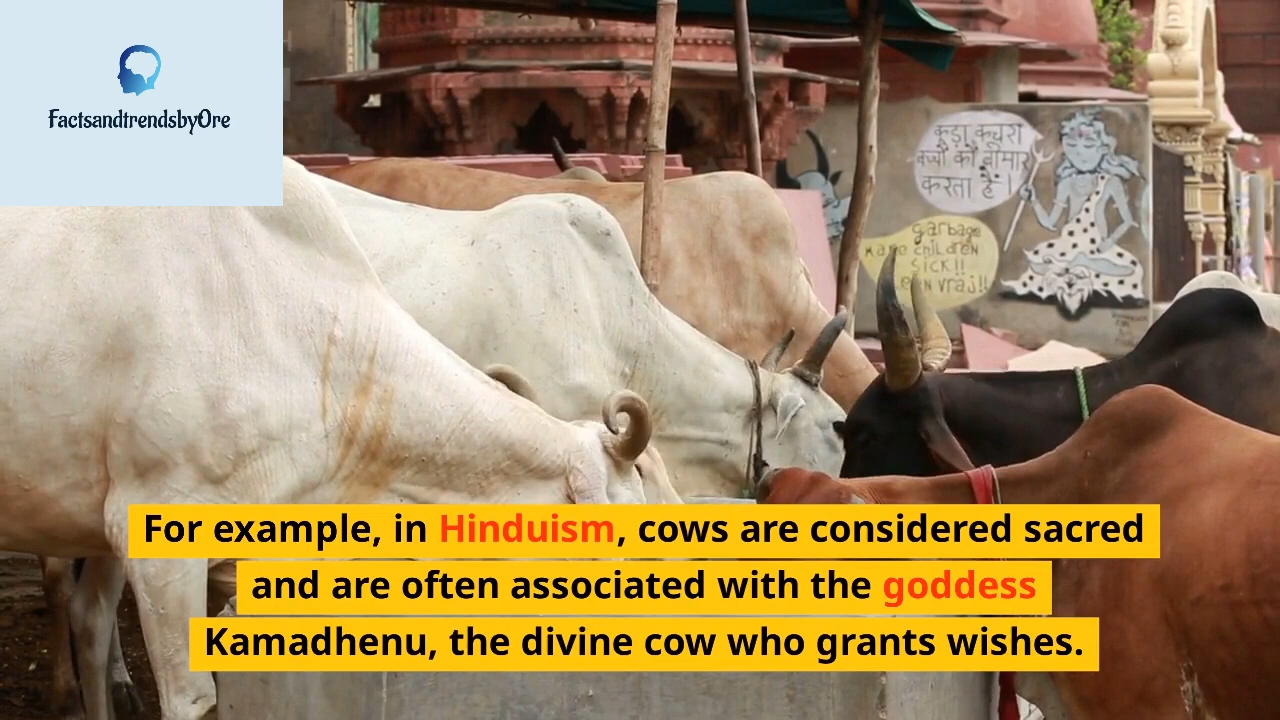 FactsandtrendsbyOre
कूड़ा कचरा
बच्चों को बीमार
करता है।
garbage
make children
SICK!!
vraj!!
For example, in Hinduism, cows are considered sacred
and are often associated with the goddess
Kamadhenu, the divine cow who grants wishes.